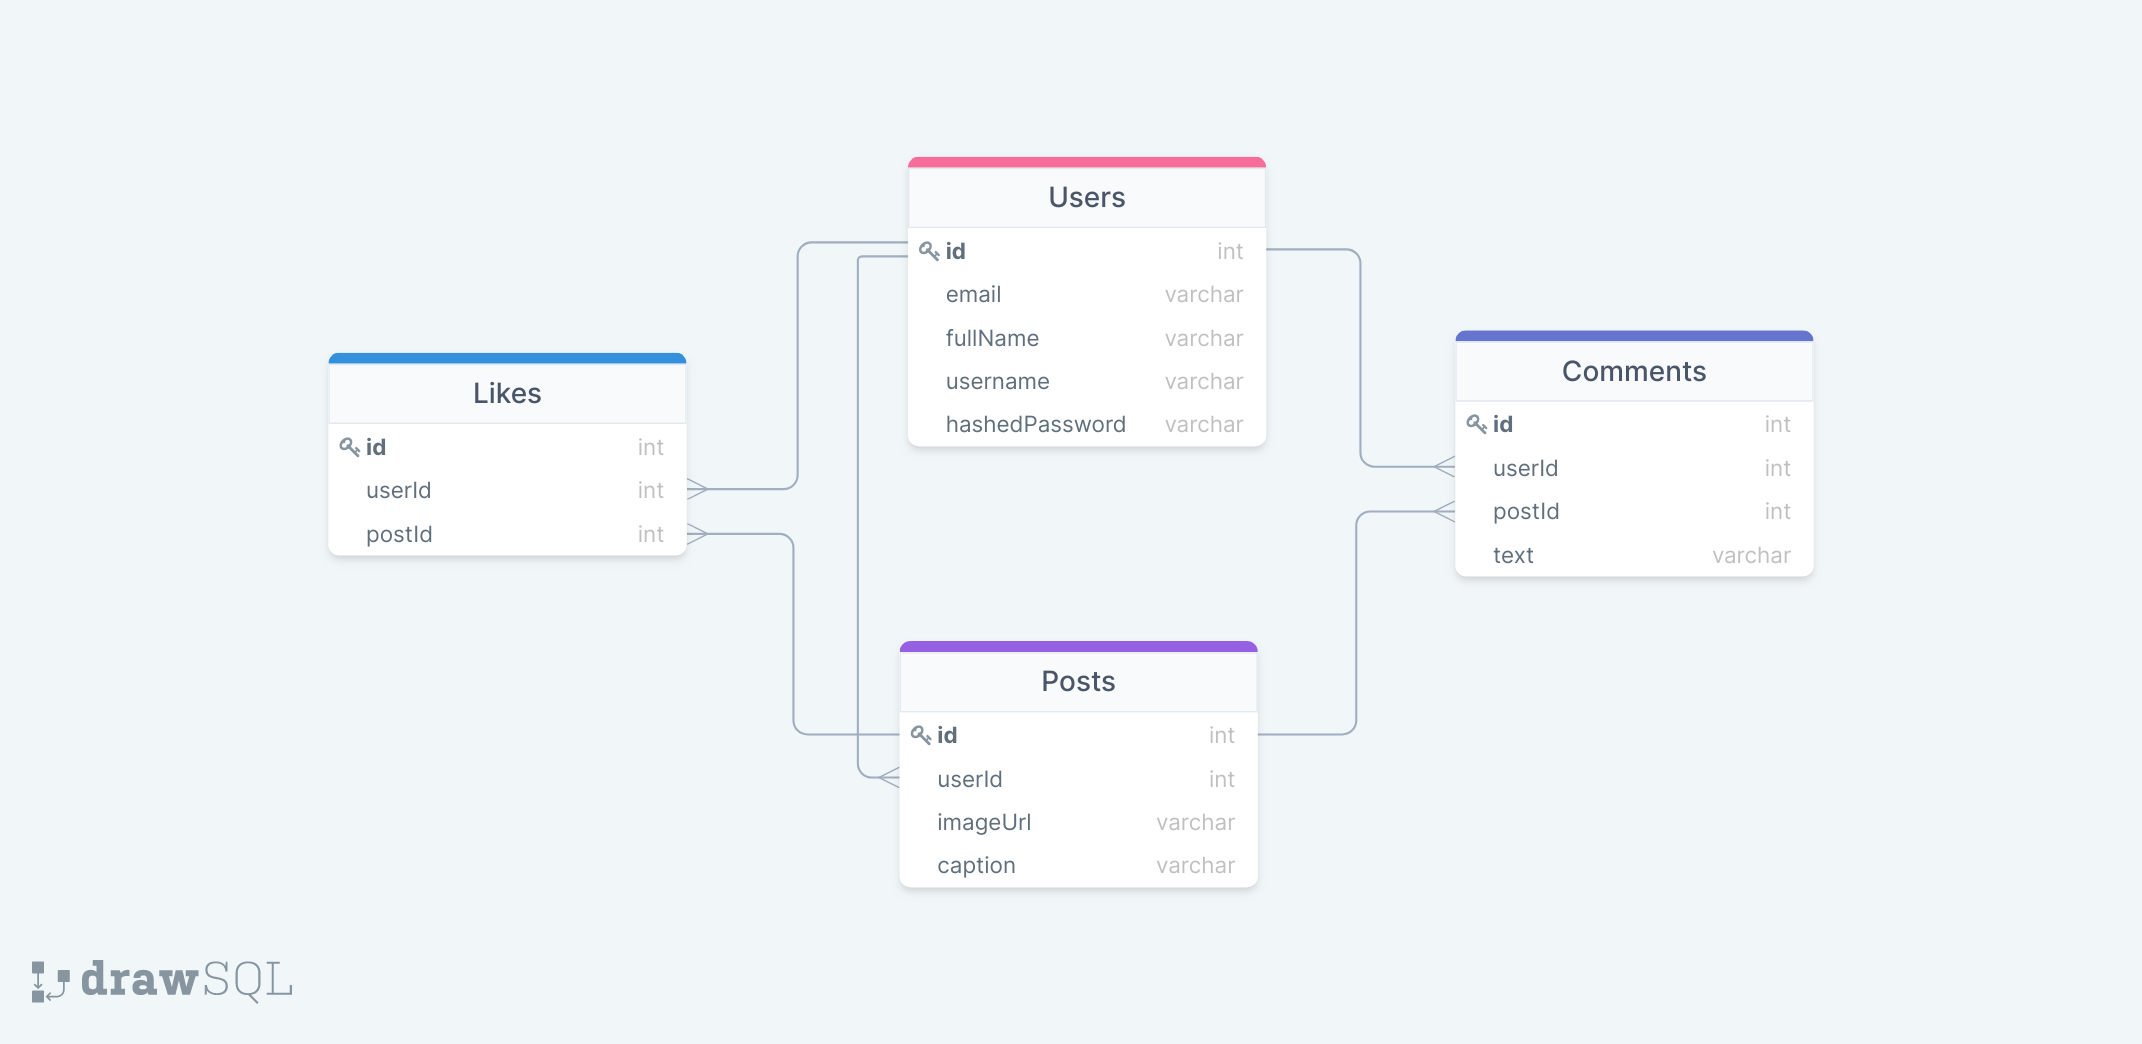 Users
id int
email varchar
fullName varchar
username varchar
hashedPassword varchar
Likes
id int
userId int
postId int
Comments
id int
userId int
postId int
text varchar
Posts
id int
userId int
imageUrl varchar
caption varchar
drawSQL